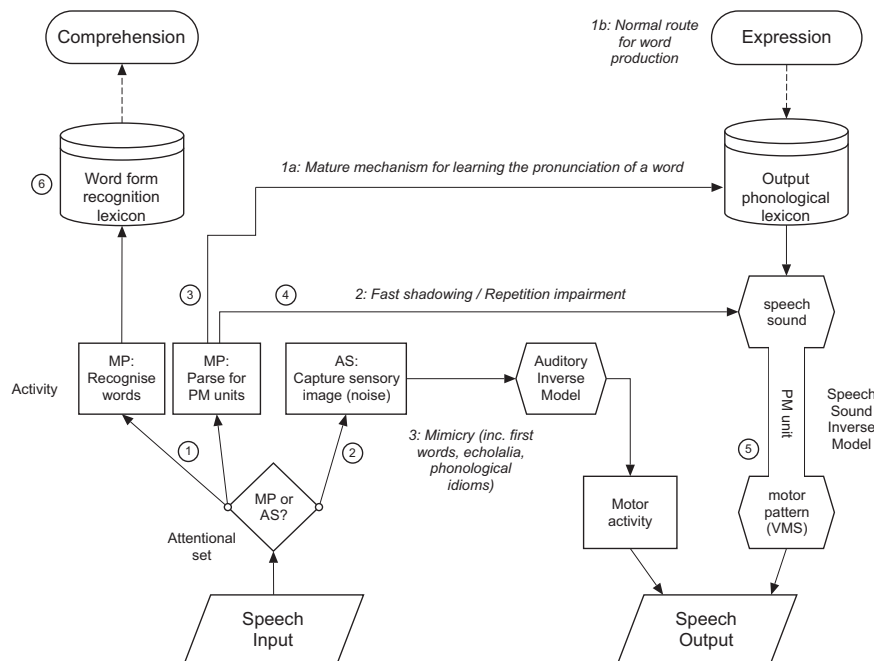 Comprehension
1b: Normal route
for word
production
Expression
6
Word form
recognition
lexicon
1a: Mature mechanism for learning the pronunciation of a word
Output
phonological
lexicon
3
4
2: Fast shadowing / Repetition impairment
speech
sound
Activity
MP:
Recognise
words
MP:
Parse for
PM units
AS:
Capture sensory
image (noise)
Auditory
Inverse
Model
PM unit
Speech
Sound
Inverse
Model
1
2
3: Mimicry (inc. first
words, echolalia,
phonological
idioms)
5
MP or
AS?
Attentional
set
Motor
activity
motor
pattern
(VMS)
Speech
Input
Speech
Output